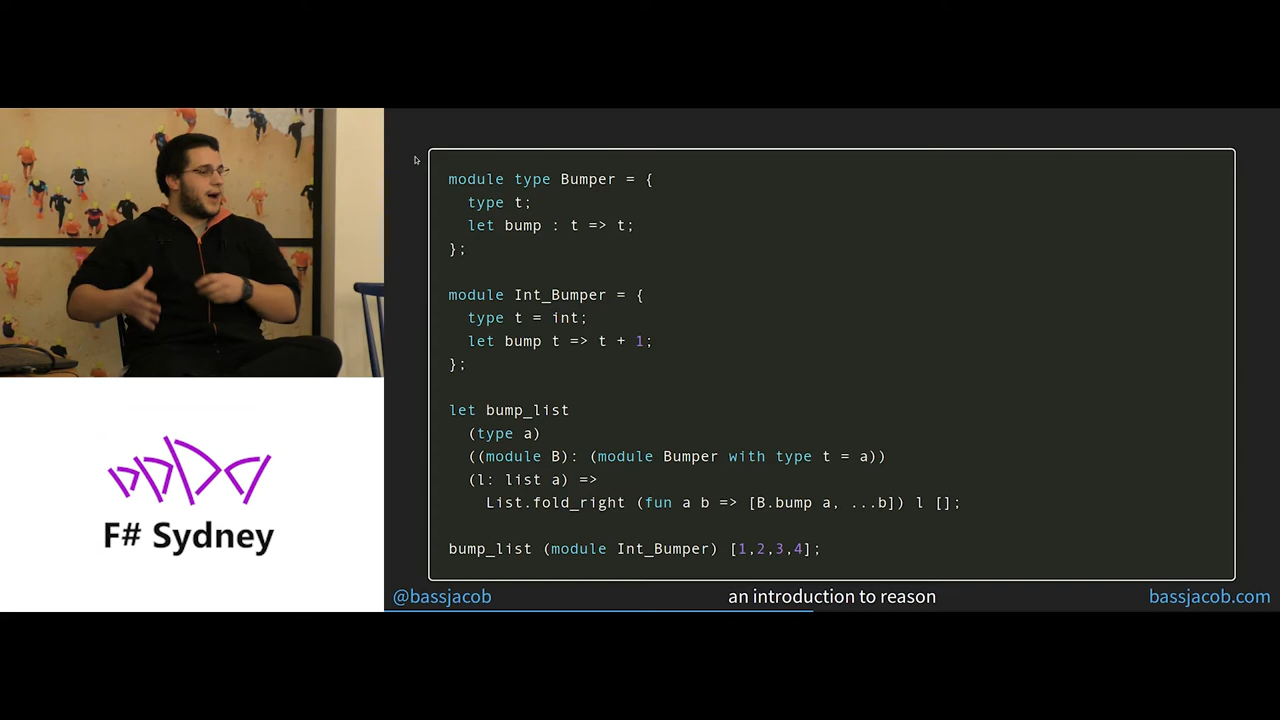 module type Bumper = {
type t;
let bump : t => t;
};
module Int_Bumper = {
type t = int;
let bump t => t + 1;
};
let bump_list
(type a)
((module B): (module Bumper with type t = a))
(l: list a) =>
List.fold_right (fun a b => [B.bump a, ...b]) l [];
bump_list (module Int_Bumper) [1,2,3,4];
F# Sydney
@bassjacob
an introduction to reason
bassjacob.com